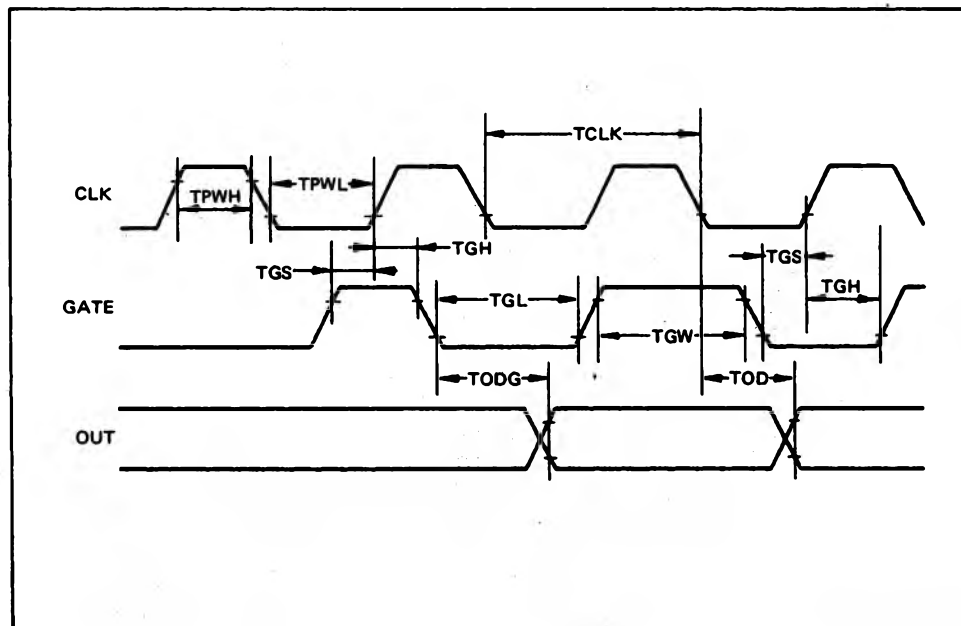 TCLK
CLK
TPWH
TPWL
TGH
TGS
TGS
TGH
GATE
TGL
TGW
TODG
TOD
OUT